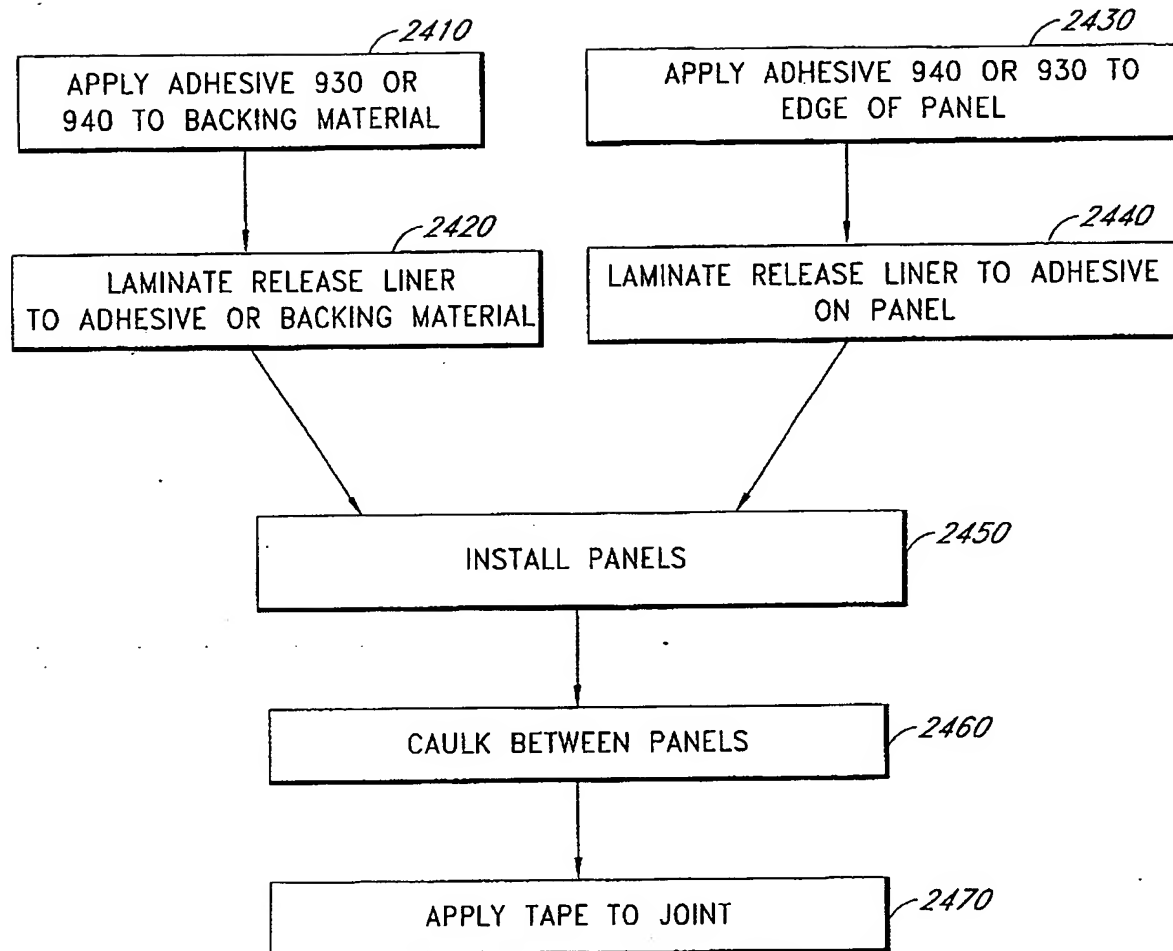 2410
APPLY ADHESIVE 930 OR
940 TO BACKING MATERIAL
2430
APPLY ADHESIVE 940 OR 930 TO
EDGE OF PANEL
2420
LAMINATE RELEASE LINER
TO ADHESIVE OR BACKING MATERIAL
2440
LAMINATE RELEASE LINER TO ADHESIVE
ON PANEL
INSTALL PANELS
2450
CAULK BETWEEN PANELS
2460
APPLY TAPE TO JOINT
2470